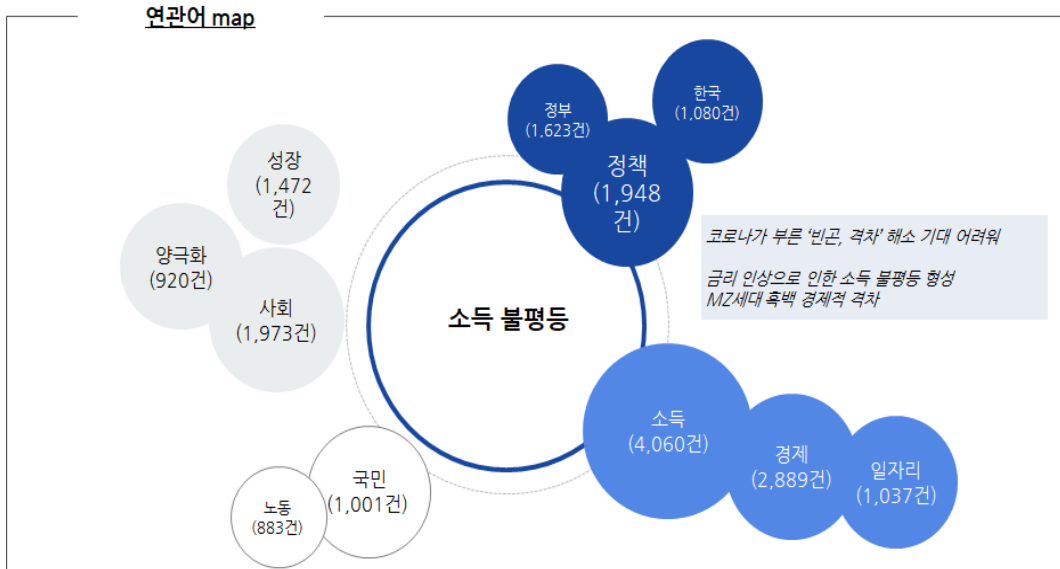 연관어 map
정부
(1,623건)
한국
(1,080건)
정책
(1,948
건)
성장
(1,472
건)
양극화
(920건)
사회
(1,973건)
소득 불평등
코로나가 부른 ‘빈곤, 격차’ 해소 기대 어려워
금리 인상으로 인한 소득 불평등 형성
MZ세대 흑백 경제적 격차
소득
(4,060건)
경제
(2,889건)
일자리
(1,037건)
국민
(1,001건)
노동
(883건)